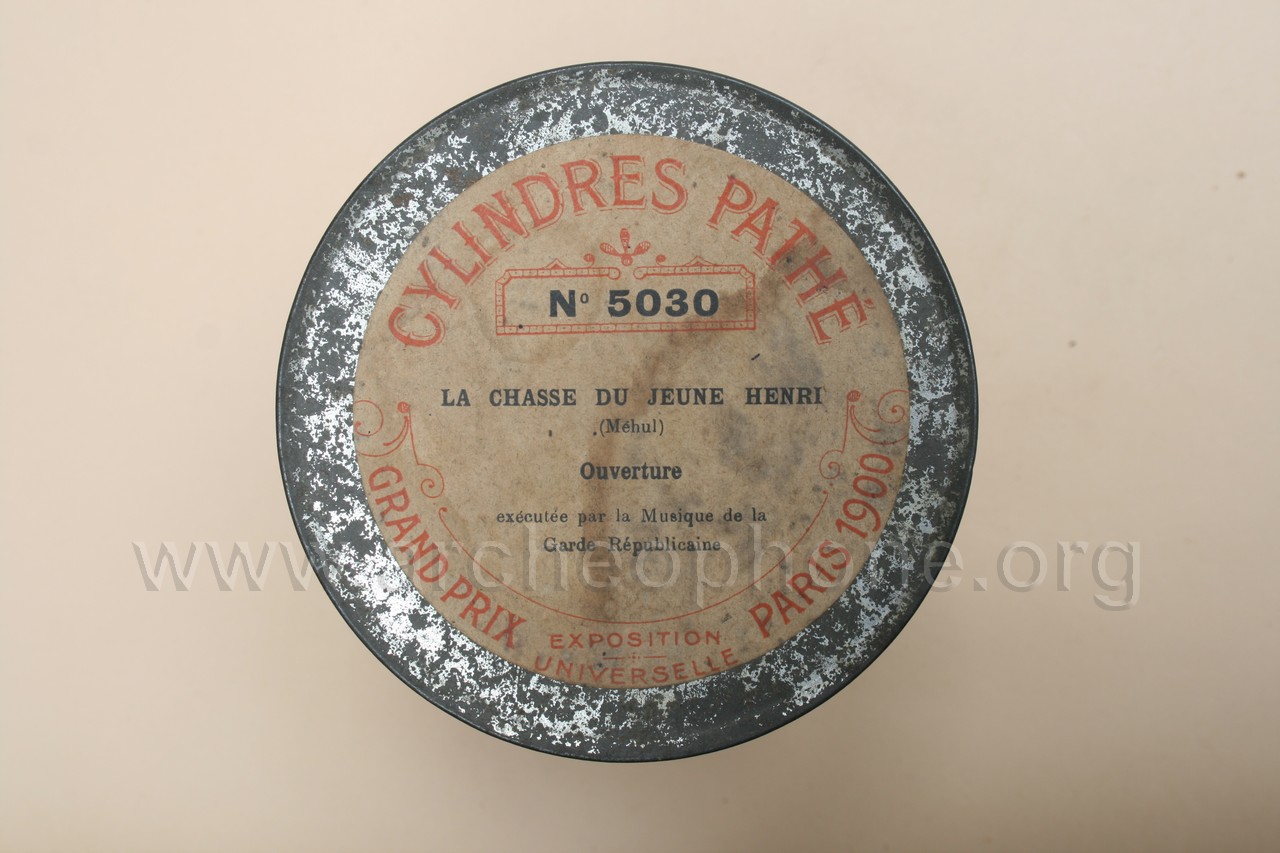 CYLINDRES PATHÉ
Nº 5030
LA CHASSE DU JEUNE HENRI
(Méhul)
Ouverture
exécutée par la Musique de la
Garde Républicaine
GRAND PRIX
EXPOSITION
UNIVERSELLE
PARIS 1900
www.archeophone.org